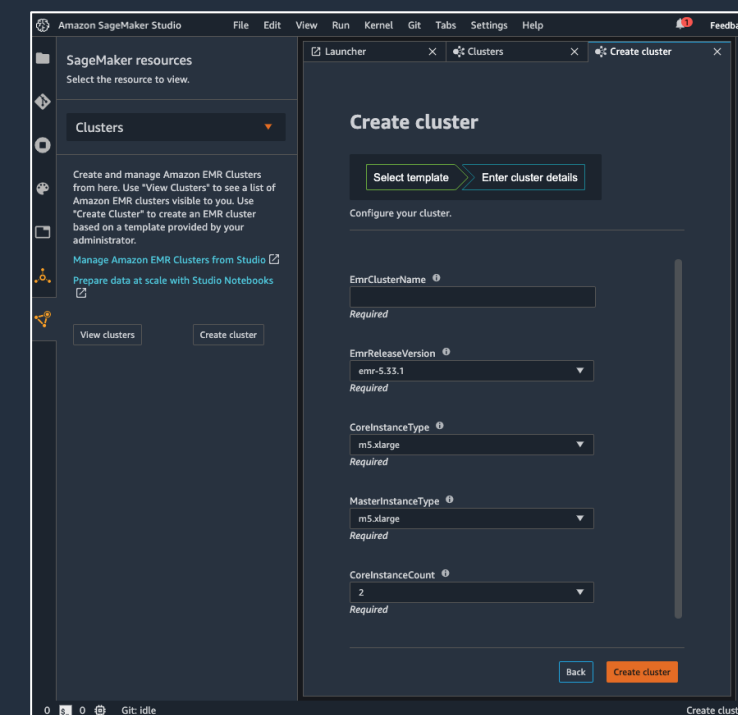 Amazon SageMaker Studio File Edit View Run Kernel Git Tabs Settings Help 1 Feedba
SageMaker resources
Select the resource to view.
Clusters
Create and manage Amazon EMR Clusters
from here. Use "View Clusters" to see a list of
Amazon EMR clusters visible to you. Use
"Create Cluster" to create an EMR cluster
based on a template provided by your
administrator.
Manage Amazon EMR Clusters from Studio
Prepare data at scale with Studio Notebooks
View clusters Create cluster
Launcher Clusters Create cluster
Create cluster
Select template Enter cluster details
Configure your cluster.
EmrClusterName
Required
EmrReleaseVersion
emr-5.33.1
Required
CoreInstanceType
m5.xlarge
Required
MasterInstanceType
m5.xlarge
Required
CoreInstanceCount
2
Required
Back Create cluster
0 $_ 0 Git: idle Create clust